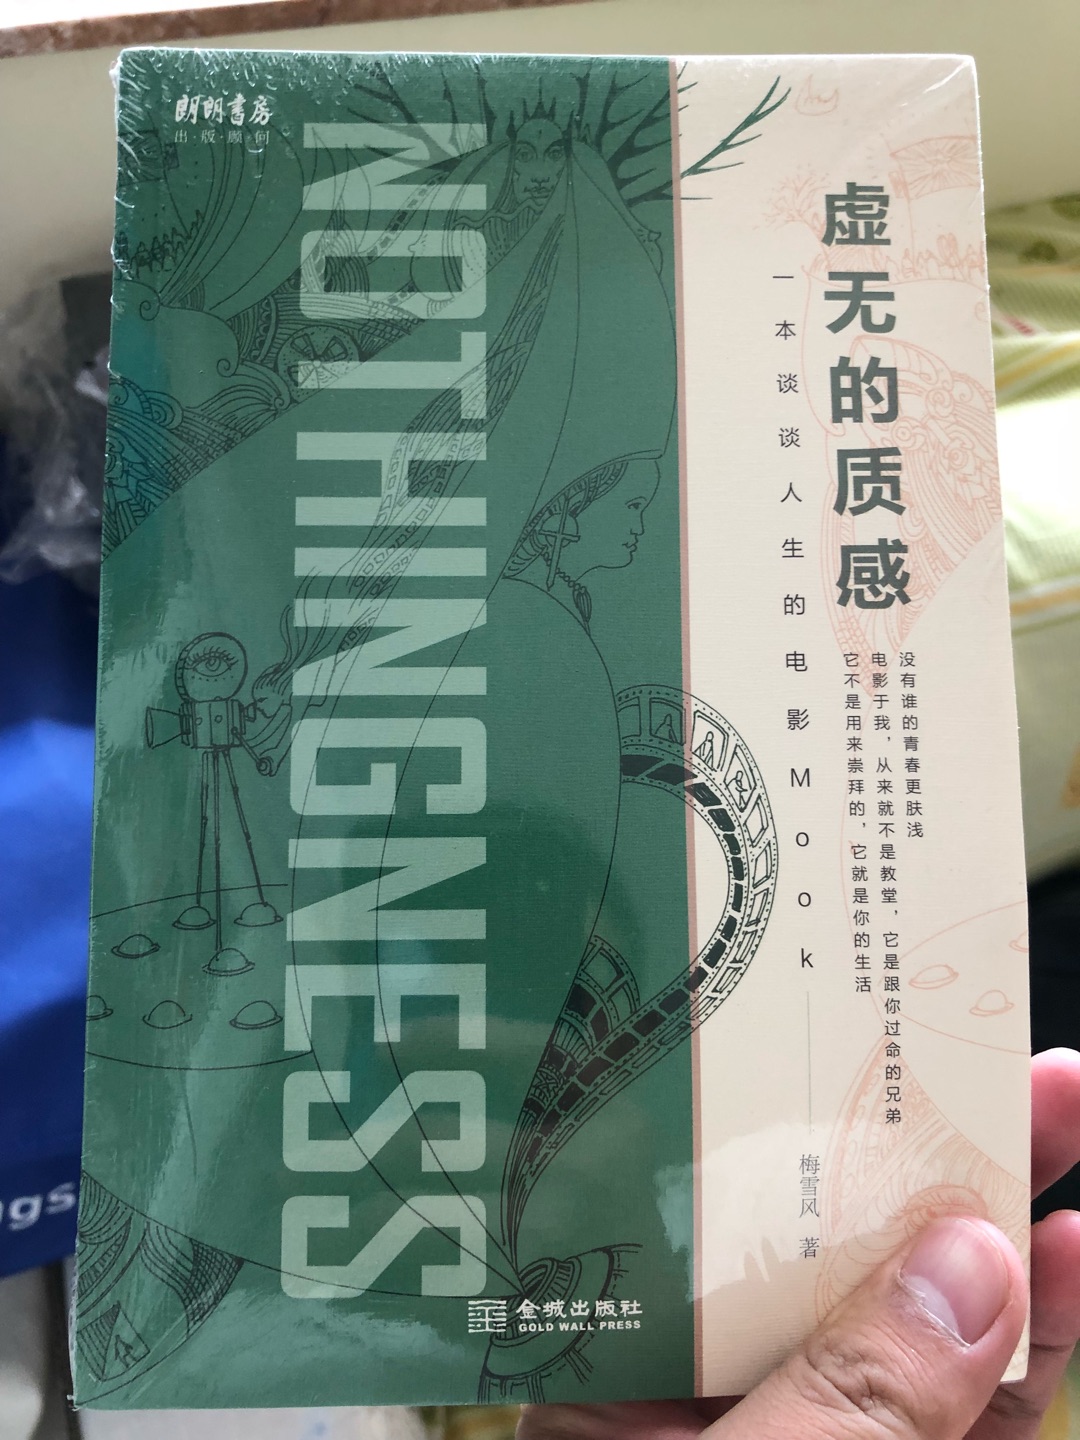 朗朗書房
出·版·顾·问
NOTHINGNESS
虚无的质感
一本谈谈人生的电影Mook
没有谁的青春更肤浅
电影于我，从来就不是教堂，它是跟你过命的兄弟
它不是用来崇拜的，它就是你的生活
梅雪风 著
金城出版社
GOLD WALL PRESS
ngs